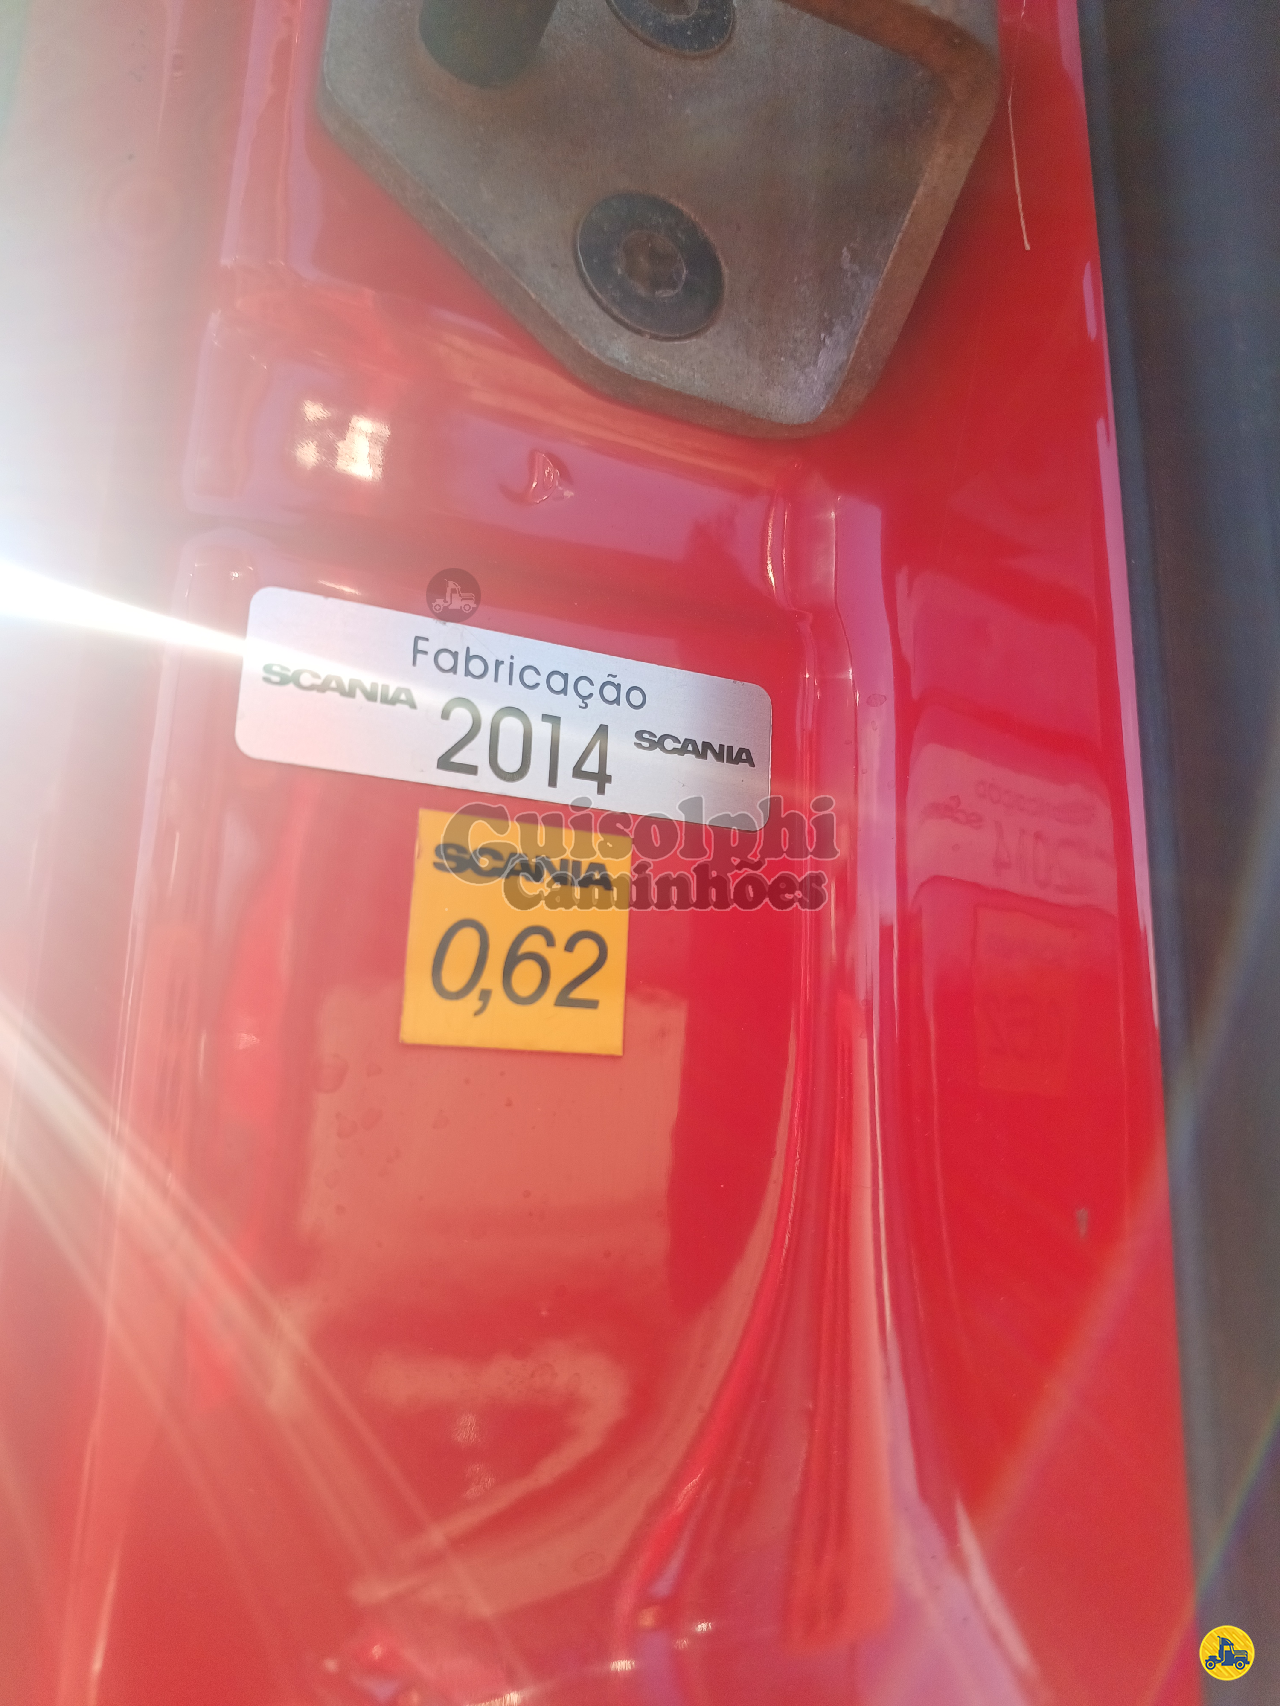 Fabricação
SCANIA 2014 SCANIA
Guisolphi
Caminhões
SCANIA
0,62